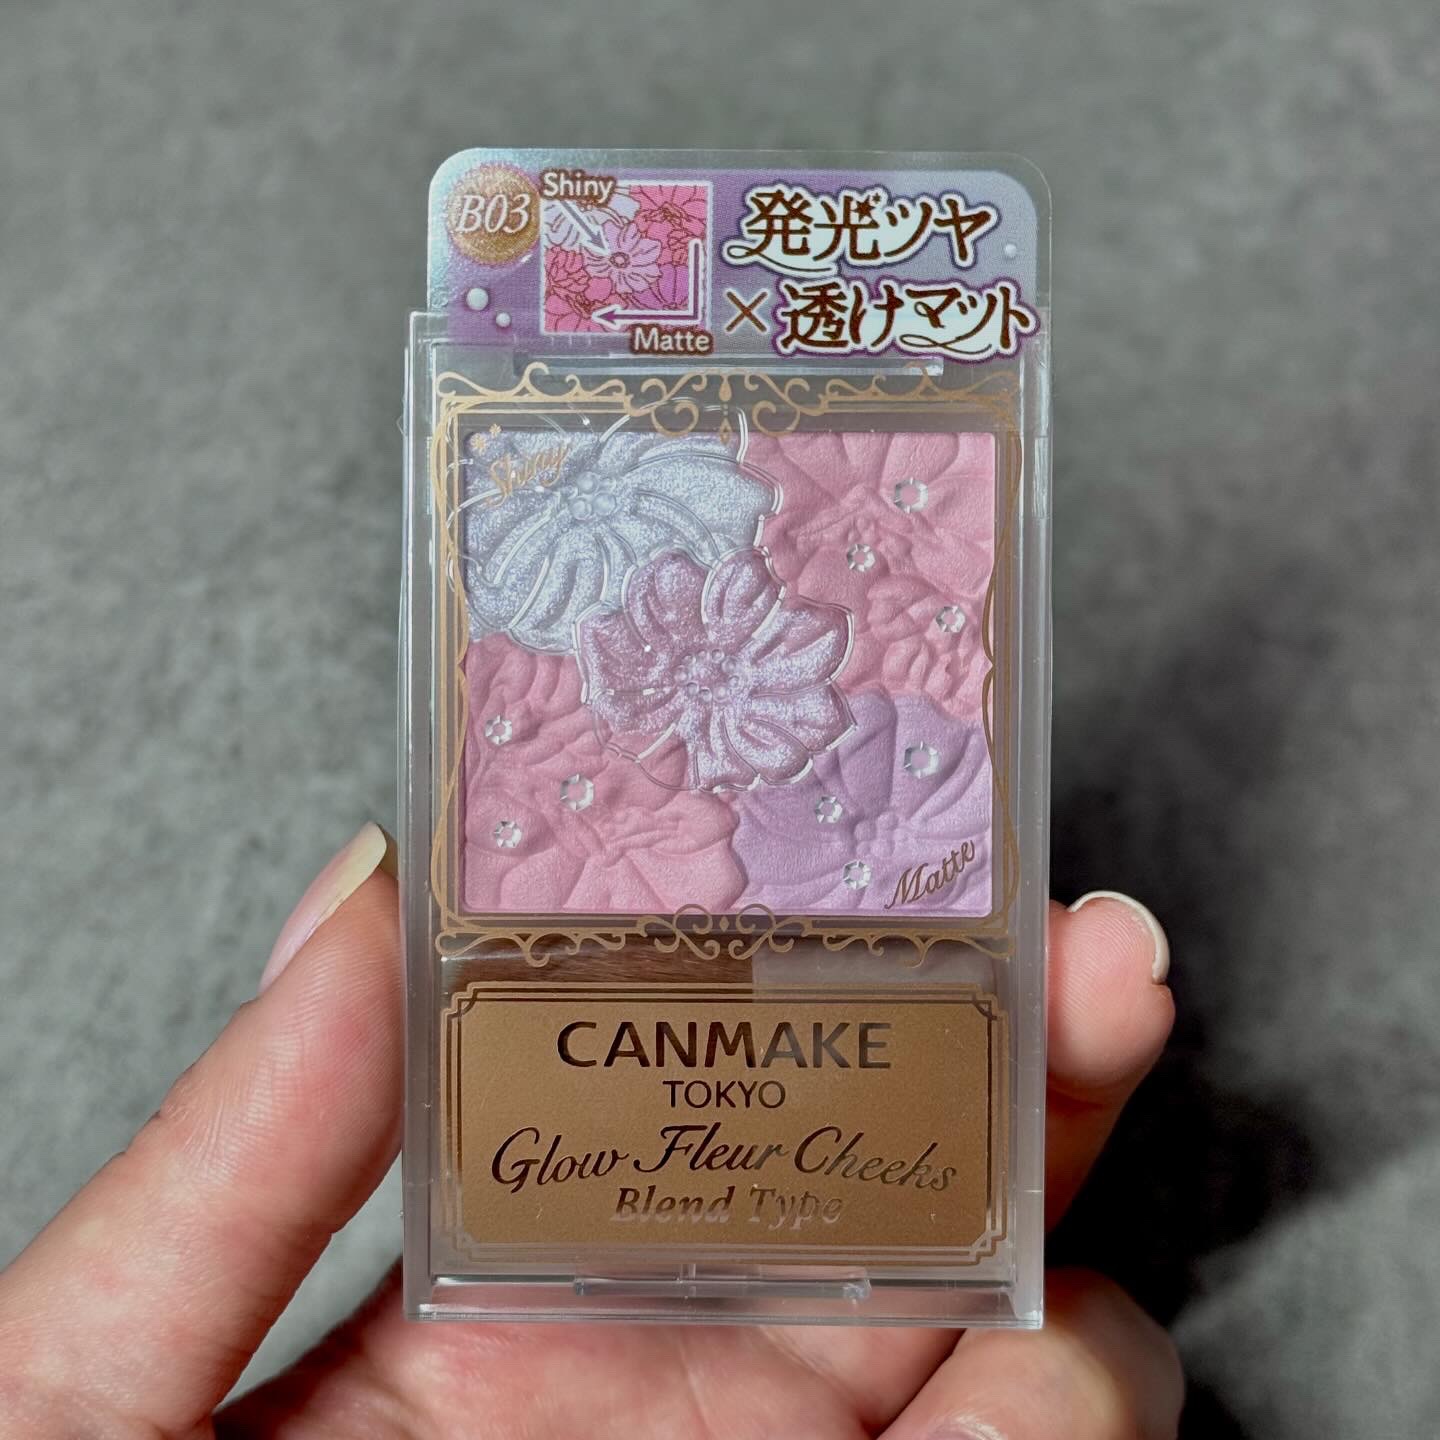 B03
Shiny
Matte
発光ツヤ
×透けマット
Shiny
Matte
CANMAKE
TOKYO
Glow Fleur Cheeks
Blend Type